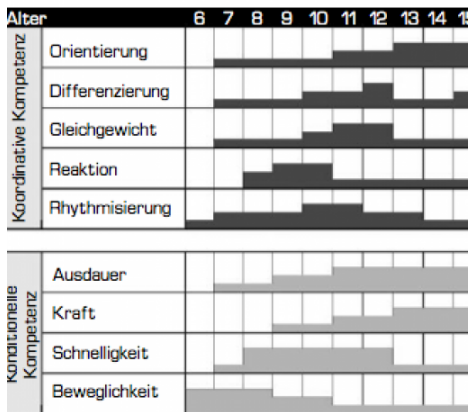 Alter 6 7 8 9 10 11 12 13 14 15
Koordinative Kompetenz
Orientierung
Differenzierung
Gleichgewicht
Reaktion
Rhythmisierung
Konditionelle
Kompetenz
Ausdauer
Kraft
Schnelligkeit
Beweglichkeit